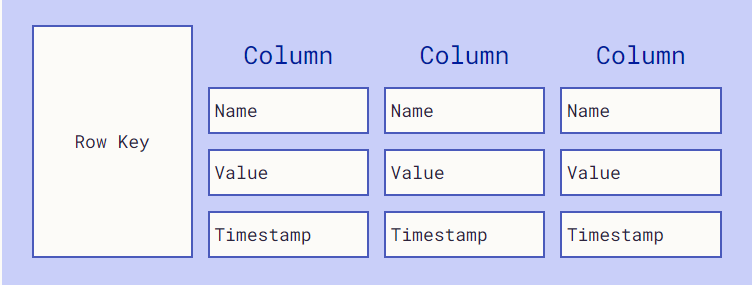 Column Column Column
Name Name Name
Row Key
Value Value Value
Timestamp Timestamp Timestamp